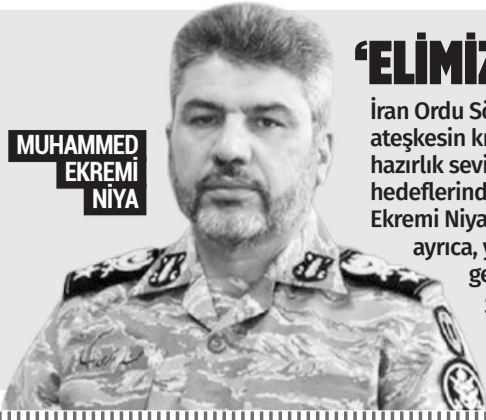 MUHAMMED
EKREMİ
NİYA
‘ELİMİZ
İran Ordu Sö
ateşkesin kı
hazırlık sevi
hedeflerind
Ekremi Niya
ayrıca, y
ge